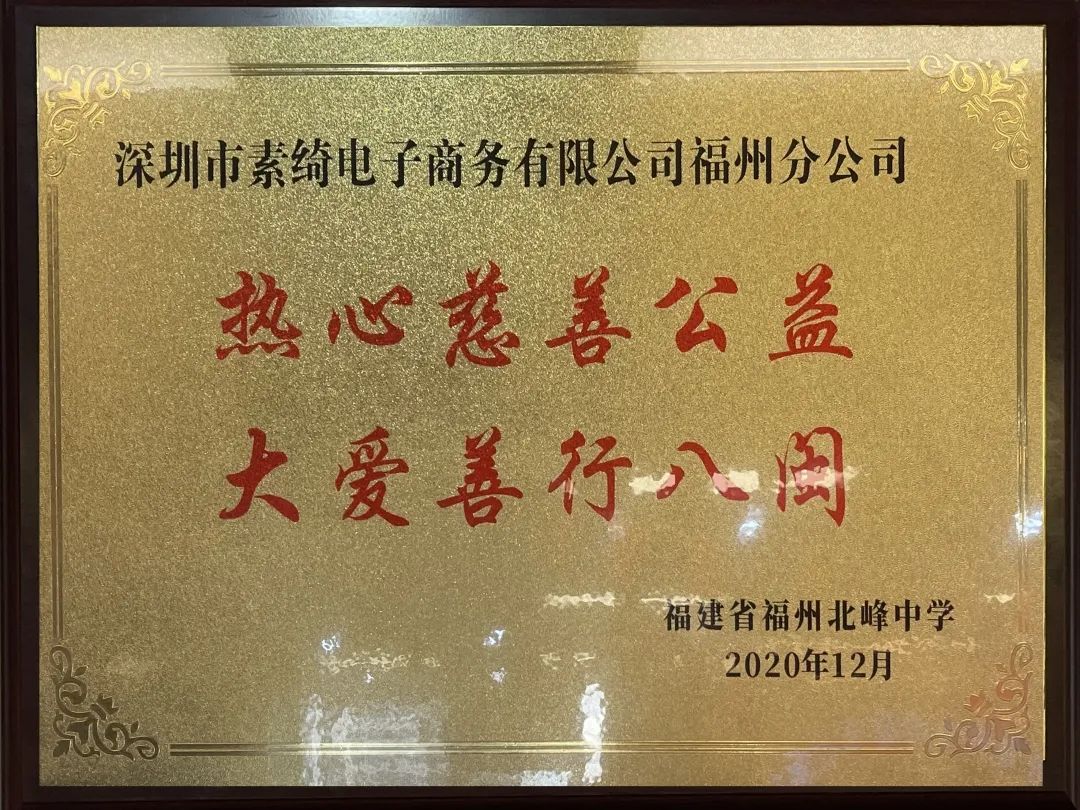 深圳市素绮电子商务有限公司福州分公司
热心慈善公益
大爱善行八闽
福建省福州北峰中学
2020年12月